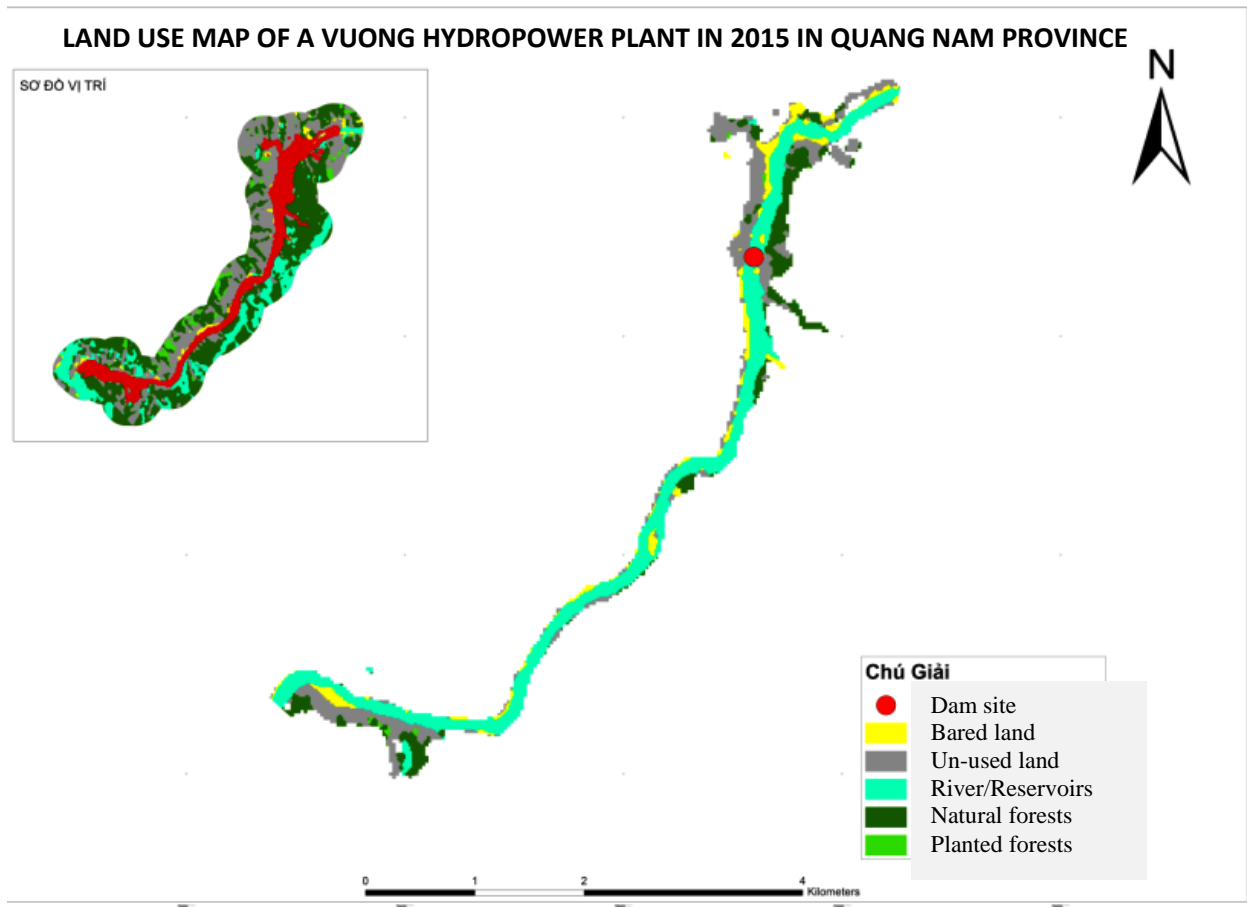 LAND USE MAP OF A VUONG HYDROPOWER PLANT IN 2015 IN QUANG NAM PROVINCE
SƠ ĐỒ VỊ TRÍ
N
Chú Giải
Dam site
Bared land
Un-used land
River/Reservoirs
Natural forests
Planted forests
0 1 2 4
Kilometers